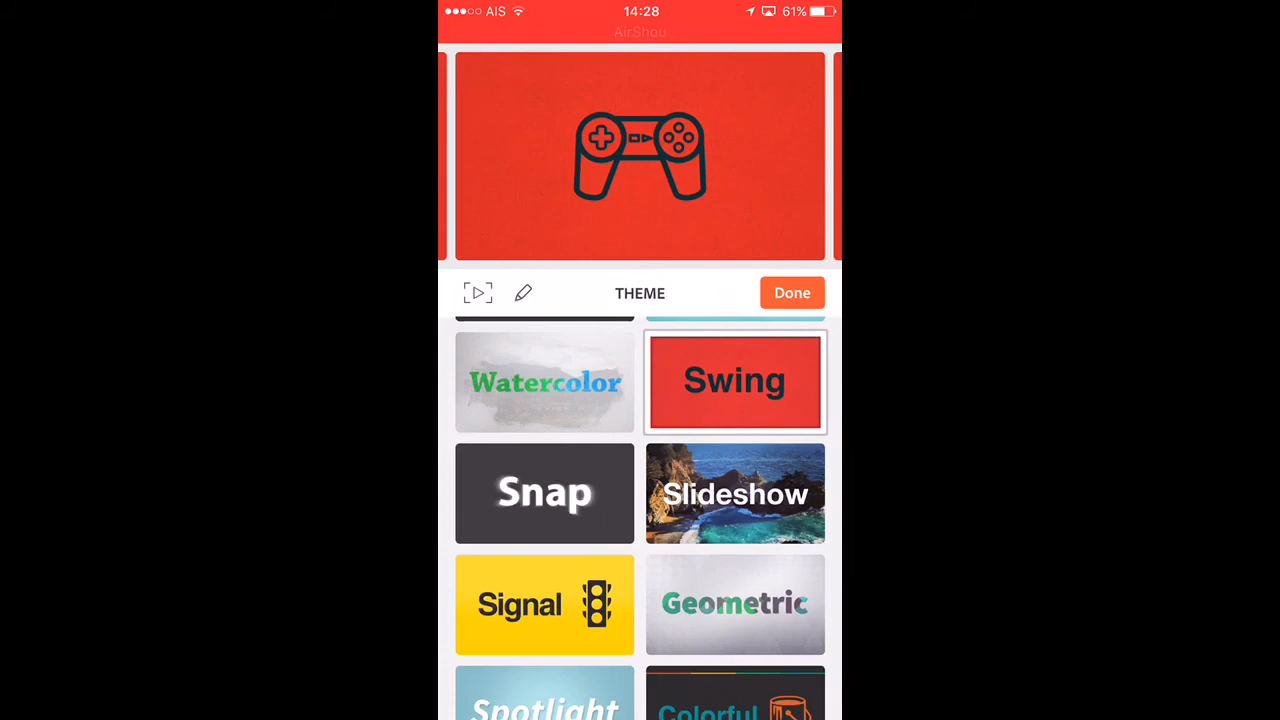 AIS 14:28 61%
AirShou
THEME Done
Watercolor
Swing
Snap
Slideshow
Signal
Geometric
Spotlight
Colorful